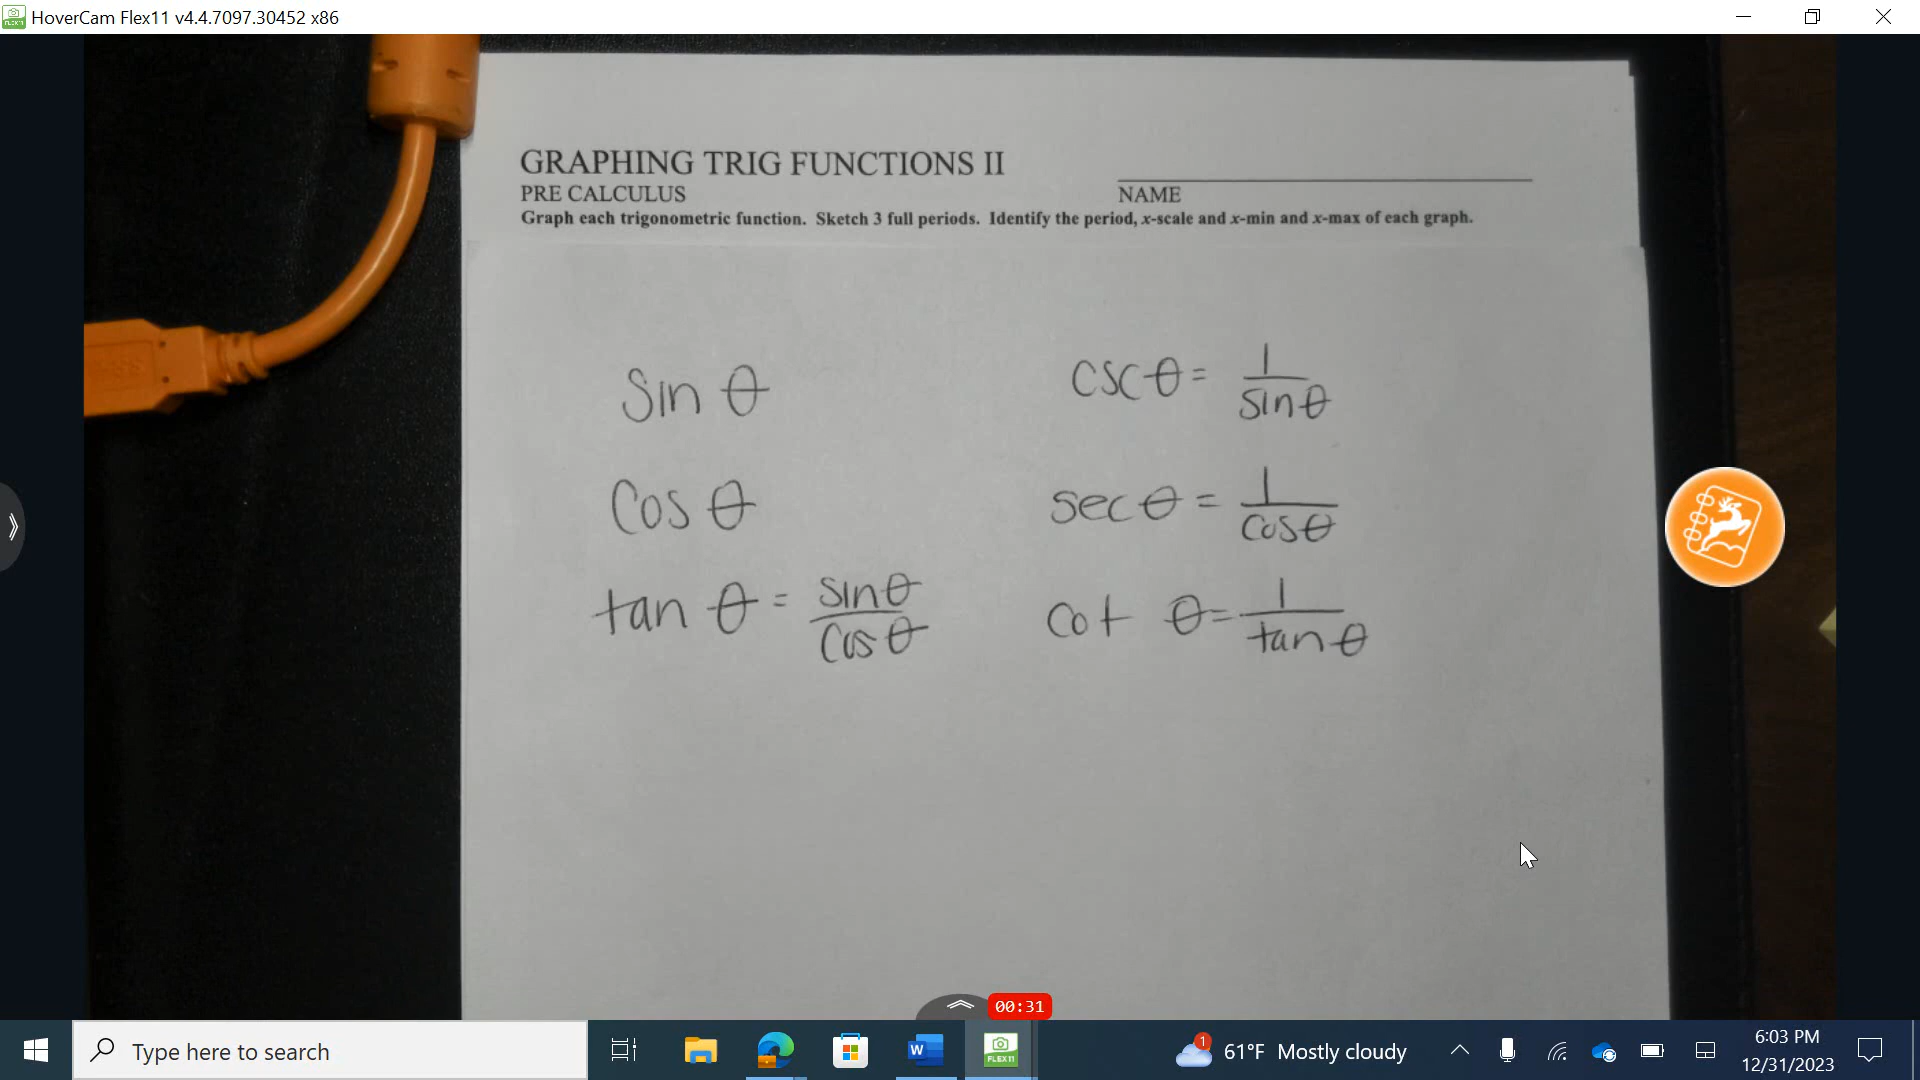 HoverCam Flex11 v4.4.7097.30452 x86
GRAPHING TRIG FUNCTIONS II
PRE CALCULUS
NAME
Graph each trigonometric function. Sketch 3 full periods. Identify the period, x-scale and x-min and x-max of each graph.
sin θ
csc θ = 1/sin θ
cos θ
sec θ = 1/cos θ
tan θ = sin θ/cos θ
cot θ = 1/tan θ
00:31
Type here to search
W
FLEX11
1
61°F Mostly cloudy
6:03 PM
12/31/2023